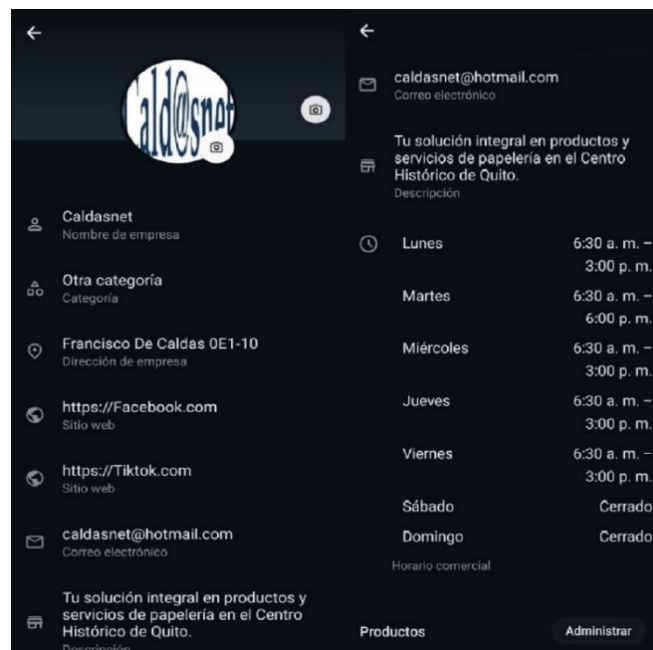 Cald@snet
Caldasnet
Nombre de empresa
Otra categoría
Categoría
Francisco De Caldas 0E1-10
Dirección de empresa
https://Facebook.com
Sitio web
https://Tiktok.com
Sitio web
caldasnet@hotmail.com
Correo electrónico
Tu solución integral en productos y
servicios de papelería en el Centro
Histórico de Quito.
Descripción
caldasnet@hotmail.com
Correo electrónico
Tu solución integral en productos y
servicios de papelería en el Centro
Histórico de Quito.
Descripción
Lunes 6:30 a. m. –
3:00 p. m.
Martes 6:30 a. m. –
6:00 p. m.
Miércoles 6:30 a. m. –
3:00 p. m.
Jueves 6:30 a. m. –
3:00 p. m.
Viernes 6:30 a. m. –
3:00 p. m.
Sábado Cerrado
Domingo Cerrado
Horario comercial
Productos Administrar